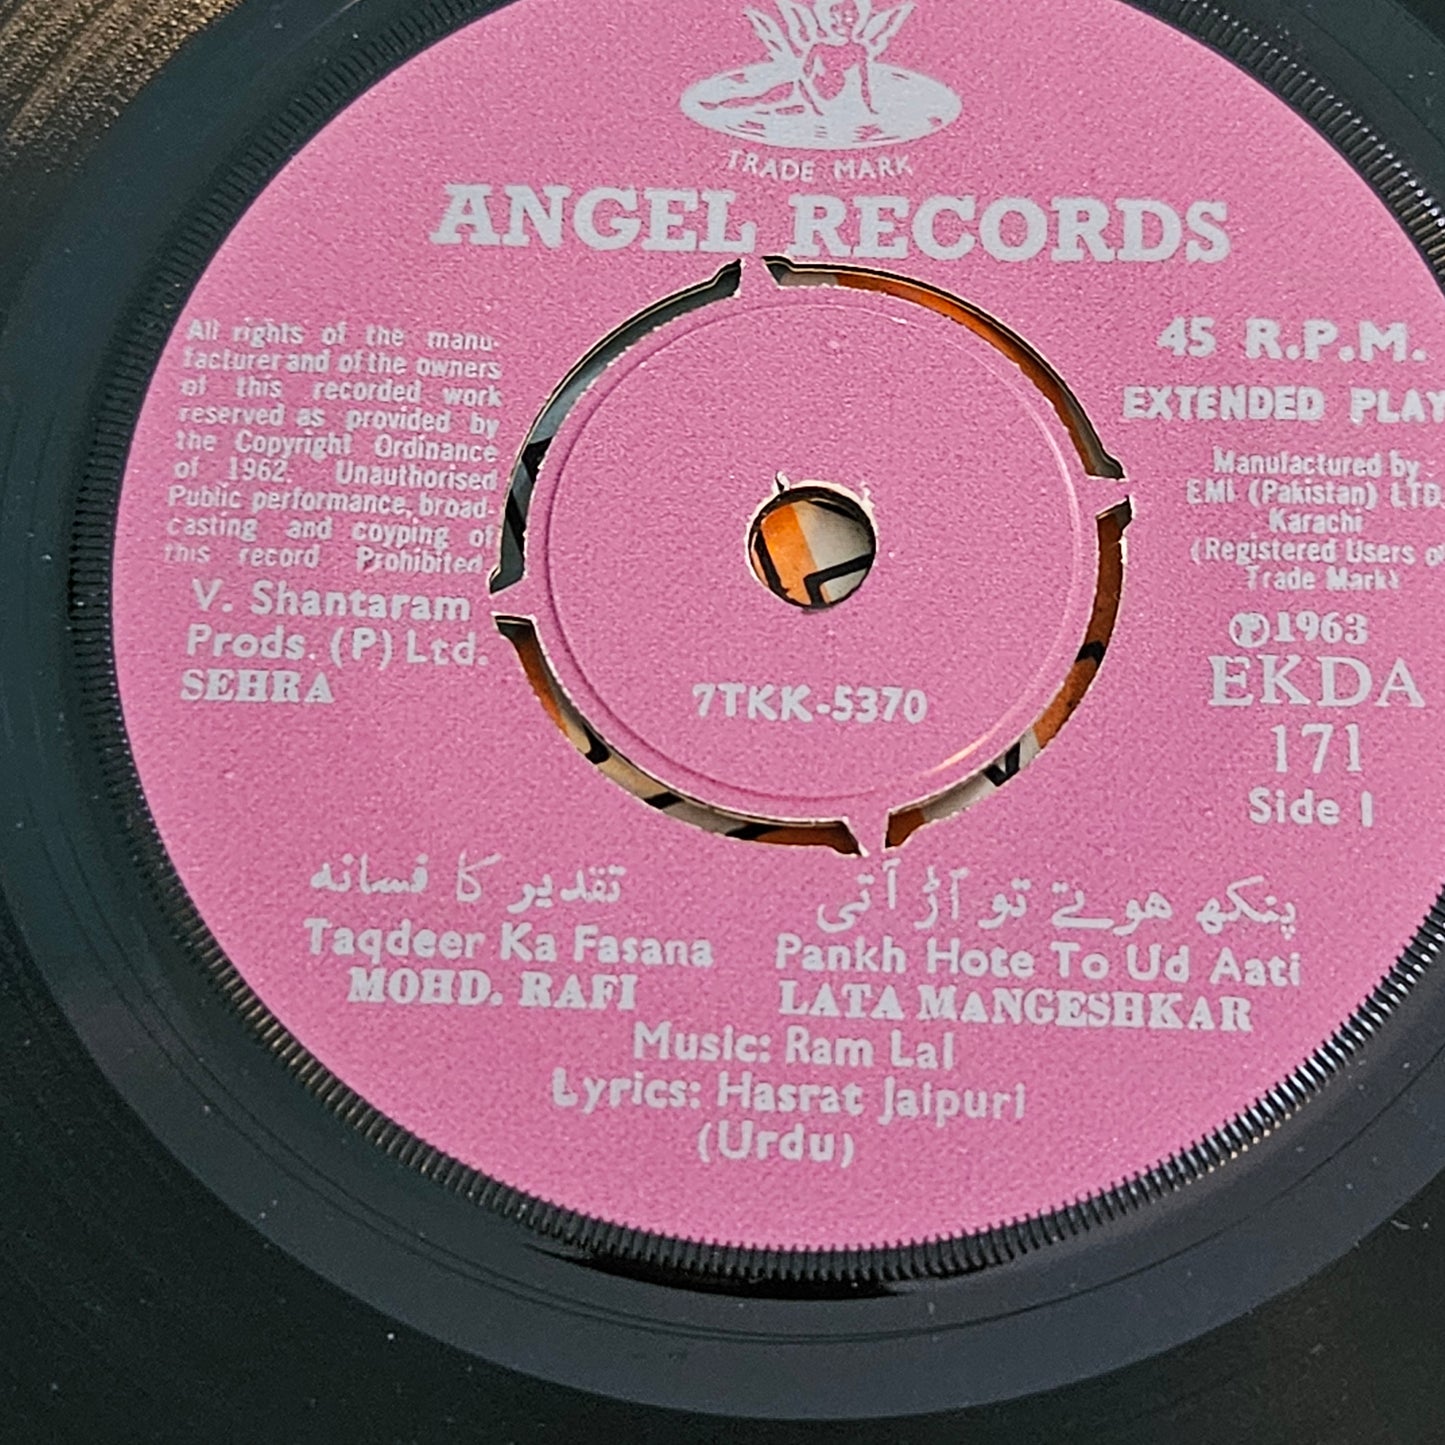 TRADE MARK
ANGEL RECORDS
All rights of the manu-
facturer and of the owners
of this recorded work
reserved as provided by
the Copyright Ordinance
of 1962. Unauthorised
Public performance, broad-
casting and coyping of
this record Prohibited.
V. Shantaram
Prods. (P) Ltd.
SEHRA
45 R.P.M.
EXTENDED PLAY
Manufactured by
EMI (Pakistan) LTD.
Karachi
(Registered Users of
Trade Mark)
Ⓟ1963
EKDA
171
Side 1
7TKK-5370
تقدیر کا فسانہ
Taqdeer Ka Fasana
MOHD. RAFI
پنکھ ہوتے تو اڑ آتی
Pankh Hote To Ud Aati
LATA MANGESHKAR
Music: Ram Lal
Lyrics: Hasrat Jaipuri
(Urdu)